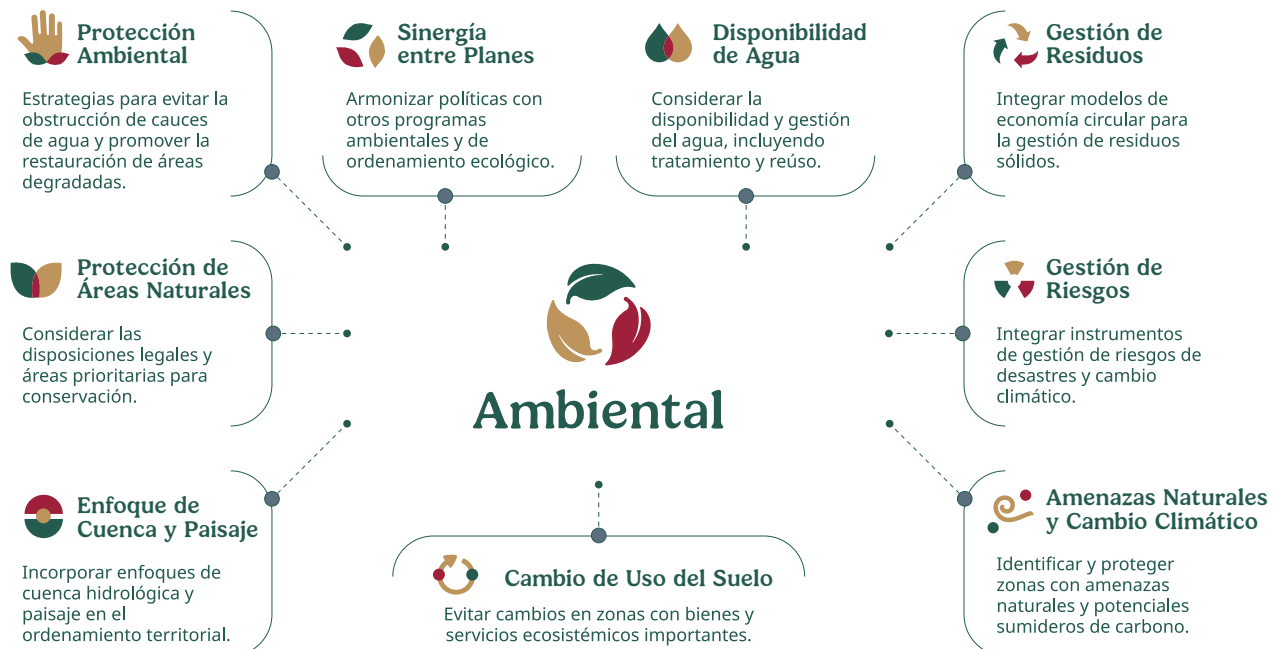 Protección
Ambiental
Estrategias para evitar la
obstrucción de cauces
de agua y promover la
restauración de áreas
degradadas.
Sinergía
entre Planes
Armonizar políticas con
otros programas
ambientales y de
ordenamiento ecológico.
Disponibilidad
de Agua
Considerar la
disponibilidad y gestión
del agua, incluyendo
tratamiento y reúso.
Gestión de
Residuos
Integrar modelos de
economía circular para
la gestión de residuos
sólidos.
Protección de
Áreas Naturales
Considerar las
disposiciones legales y
áreas prioritarias para
conservación.
Ambiental
Gestión de
Riesgos
Integrar instrumentos
de gestión de riesgos de
desastres y cambio
climático.
Enfoque de
Cuenca y Paisaje
Incorporar enfoques de
cuenca hidrológica y
paisaje en el
ordenamiento territorial.
Cambio de Uso del Suelo
Evitar cambios en zonas con bienes y
servicios ecosistémicos importantes.
Amenazas Naturales
y Cambio Climático
Identificar y proteger
zonas con amenazas
naturales y potenciales
sumideros de carbono.